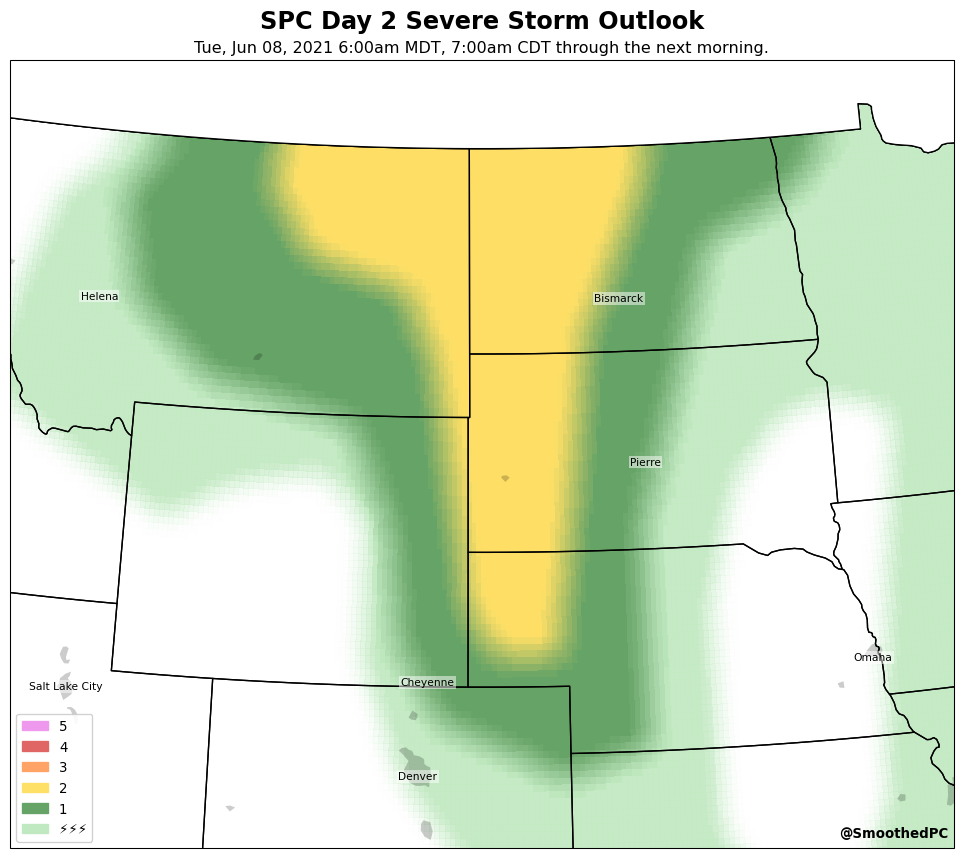 SPC Day 2 Severe Storm Outlook
Tue, Jun 08, 2021 6:00am MDT, 7:00am CDT through the next morning.
Helena
Bismarck
Pierre
Omaha
Cheyenne
Salt Lake City
Denver
5
4
3
2
1
⚡⚡⚡
@SmoothedPC